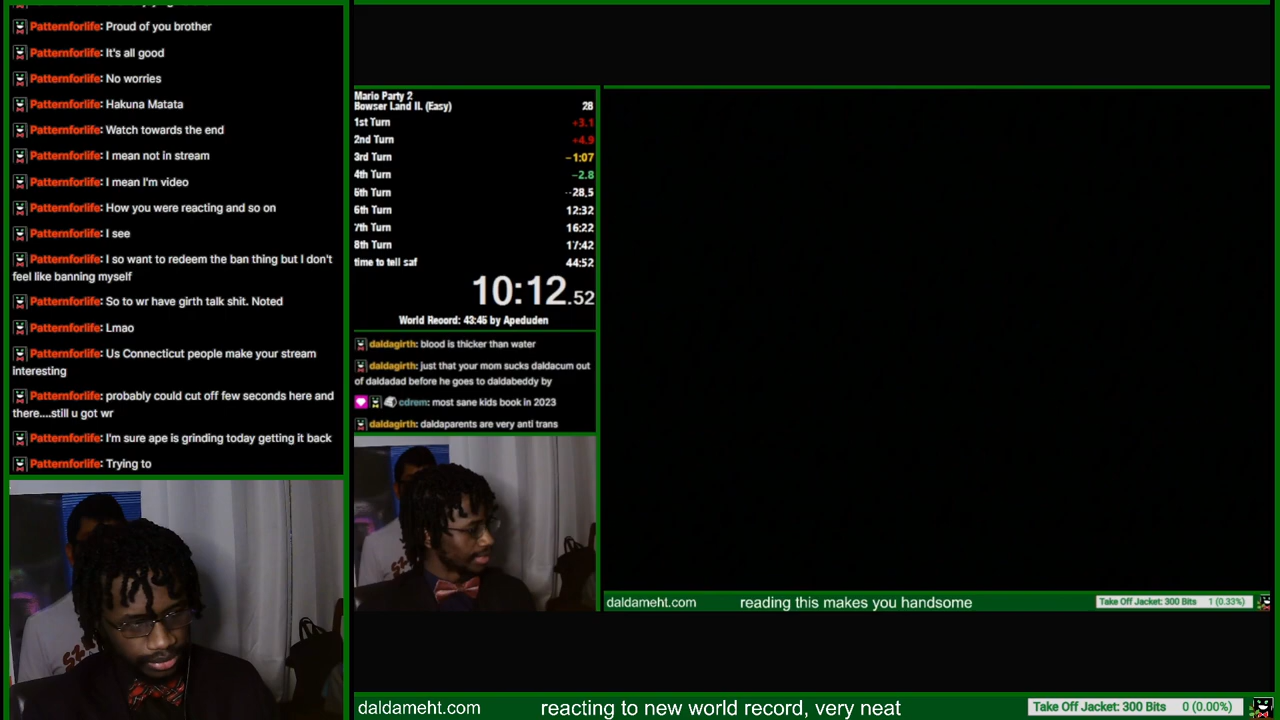 Patternforlife: Proud of you brother
Patternforlife: It's all good
Patternforlife: No worries
Patternforlife: Hakuna Matata
Patternforlife: Watch towards the end
Patternforlife: I mean not in stream
Patternforlife: I mean I'm video
Patternforlife: How you were reacting and so on
Patternforlife: I see
Patternforlife: I so want to redeem the ban thing but I don't
feel like banning myself
Patternforlife: So to wr have girth talk shit. Noted
Patternforlife: Lmao
Patternforlife: Us Connecticut people make your stream
interesting
Patternforlife: probably could cut off few seconds here and
there....still u got wr
Patternforlife: I'm sure ape is grinding today getting it back
Patternforlife: Trying to
Mario Party 2
Bowser Land IL (Easy) 28
1st Turn +3.1
2nd Turn +4.9
3rd Turn −1:07
4th Turn −2.8
5th Turn --28.5
6th Turn 12:32
7th Turn 16:22
8th Turn 17:42
time to tell saf 44:52
10:12.52
World Record: 43:45 by Apeduden
daldagirth: blood is thicker than water
daldagirth: just that your mom sucks daldacum out
of daldadad before he goes to daldabeddy by
cdrem: most sane kids book in 2023
daldagirth: daldaparents are very anti trans
daldameht.com reading this makes you handsome Take Off Jacket: 300 Bits 1 (0.33%)
daldameht.com reacting to new world record, very neat Take Off Jacket: 300 Bits 0 (0.00%)